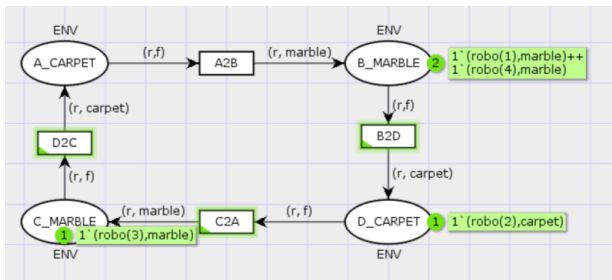 ENV
ENV
A_CARPET
(r,f)
A2B
(r, marble)
B_MARBLE
2
1`(robo(1),marble)++
1`(robo(4),marble)
(r, carpet)
(r,f)
D2C
B2D
(r, f)
(r, carpet)
C_MARBLE
(r, marble)
C2A
(r, f)
D_CARPET
1
1`(robo(2),carpet)
1
1`(robo(3),marble)
ENV
ENV